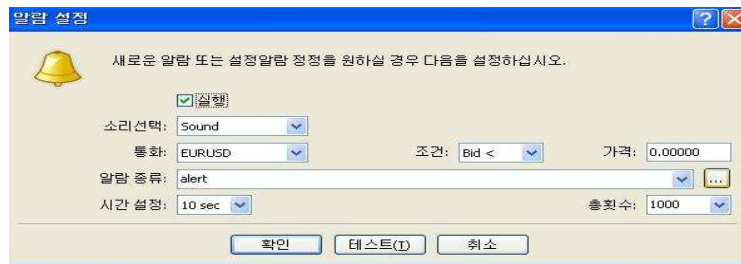 알람 설정
새로운 알람 또는 설정알람 정정을 원하실 경우 다음을 설정하십시오.
실행
소리선택: Sound
통화: EURUSD 조건: Bid < 가격: 0.00000
알람 종류: alert ...
시간 설정: 10 sec 총횟수: 1000
확인 테스트(T) 취소